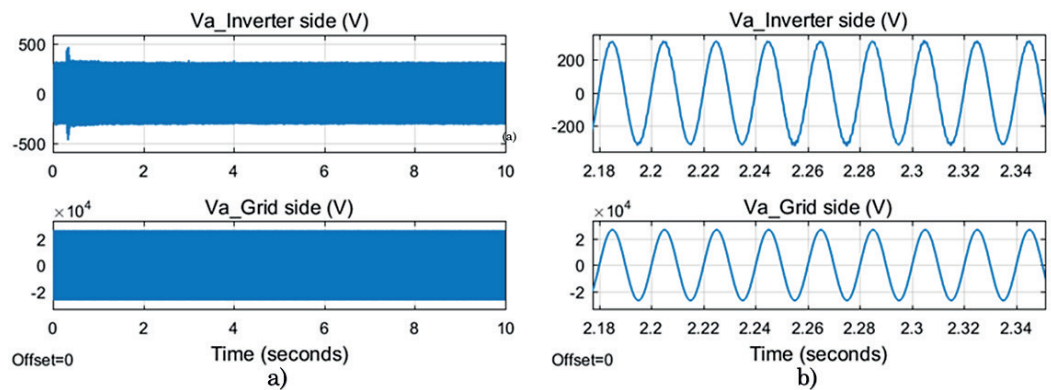 Va_Inverter side (V)
500
0
-500
0 2 4 6 8 10
(a)
×10⁴
Va_Grid side (V)
2
0
-2
0 2 4 6 8 10
Offset=0
Time (seconds)
a)
Va_Inverter side (V)
200
0
-200
2.18 2.2 2.22 2.24 2.26 2.28 2.3 2.32 2.34
×10⁴
Va_Grid side (V)
2
0
-2
2.18 2.2 2.22 2.24 2.26 2.28 2.3 2.32 2.34
Offset=0
Time (seconds)
b)